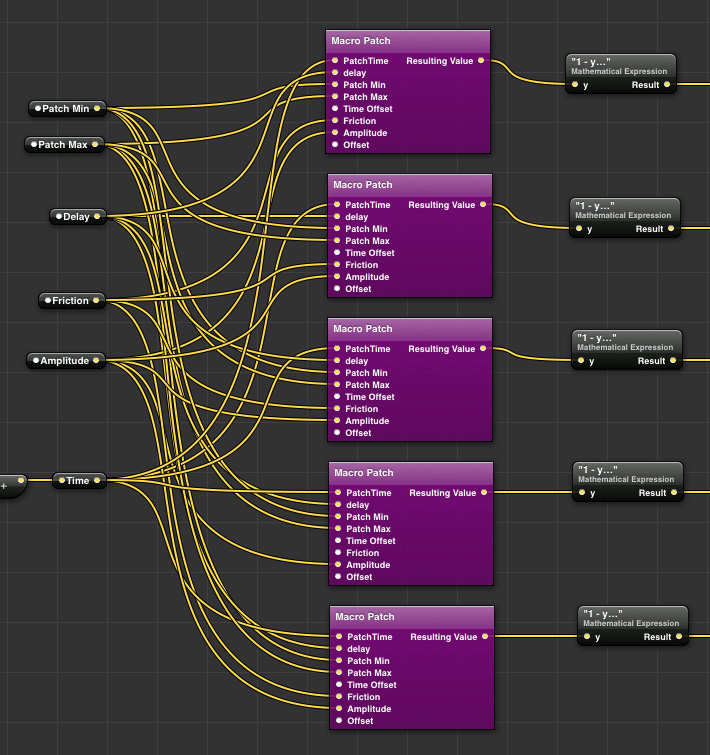 Patch Min
Patch Max
Delay
Friction
Amplitude
+
Time
Macro Patch
PatchTime Resulting Value
delay
Patch Min
Patch Max
Time Offset
Friction
Amplitude
Offset
"1 - y..."
Mathematical Expression
y Result
Macro Patch
PatchTime Resulting Value
delay
Patch Min
Patch Max
Time Offset
Friction
Amplitude
Offset
"1 - y..."
Mathematical Expression
y Result
Macro Patch
PatchTime Resulting Value
delay
Patch Min
Patch Max
Time Offset
Friction
Amplitude
Offset
"1 - y..."
Mathematical Expression
y Result
Macro Patch
PatchTime Resulting Value
delay
Patch Min
Patch Max
Time Offset
Friction
Amplitude
Offset
"1 - y..."
Mathematical Expression
y Result
Macro Patch
PatchTime Resulting Value
delay
Patch Min
Patch Max
Time Offset
Friction
Amplitude
Offset
"1 - y..."
Mathematical Expression
y Result